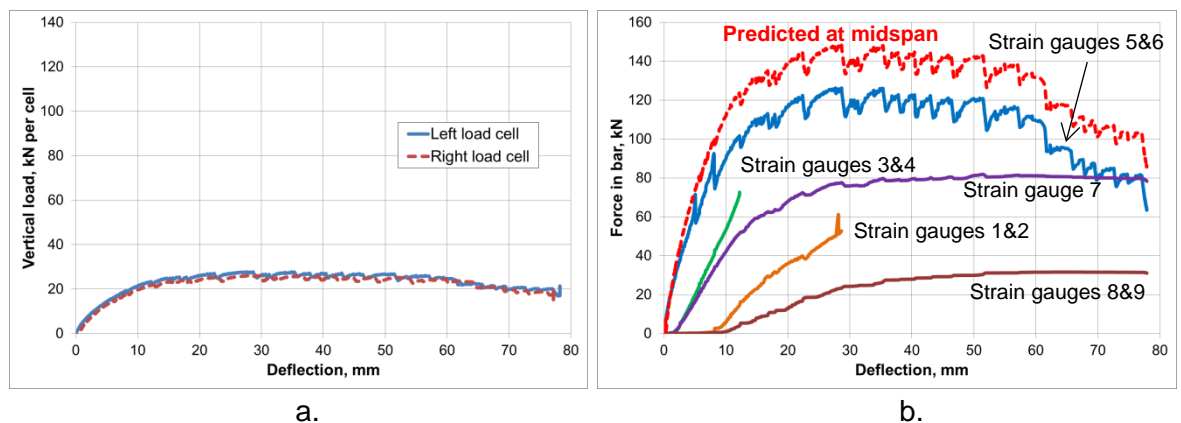 140
120
100
80
60
40
20
0
Vertical load, kN per cell
Left load cell
Right load cell
0 10 20 30 40 50 60 70 80
Deflection, mm
a.
160
140
120
100
80
60
40
20
0
Force in bar, kN
Predicted at midspan
Strain gauges 5&6
Strain gauges 3&4
Strain gauge 7
Strain gauges 1&2
Strain gauges 8&9
0 10 20 30 40 50 60 70 80
Deflection, mm
b.